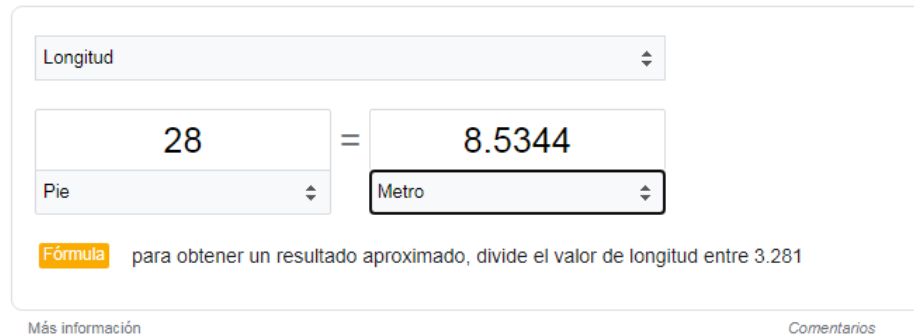 Longitud
28 = 8.5344
Pie Metro
Fórmula para obtener un resultado aproximado, divide el valor de longitud entre 3.281
Más información Comentarios